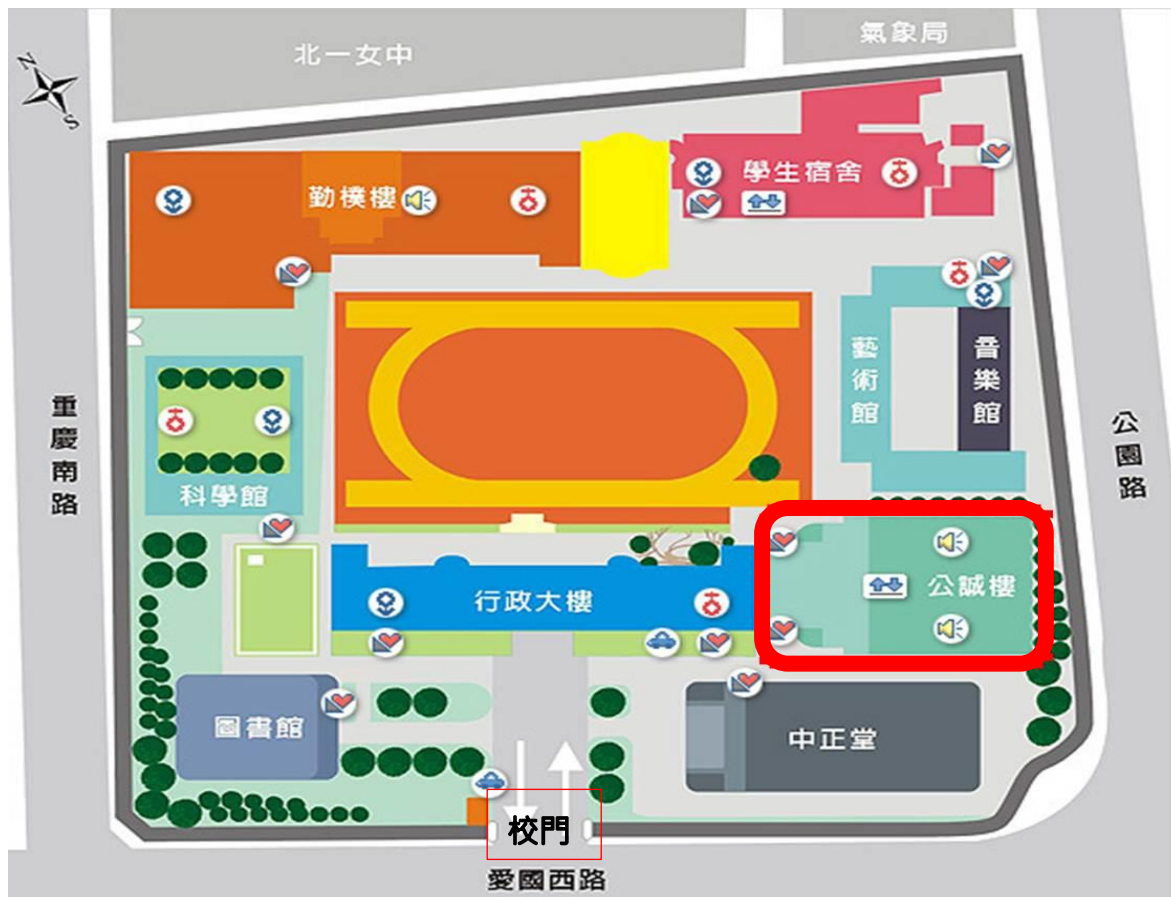 北一女中
氣象局
N
S
勤樸樓
學生宿舍
藝術館
音樂館
重慶南路
公園路
科學館
行政大樓
公誠樓
圖書館
中正堂
校門
愛國西路